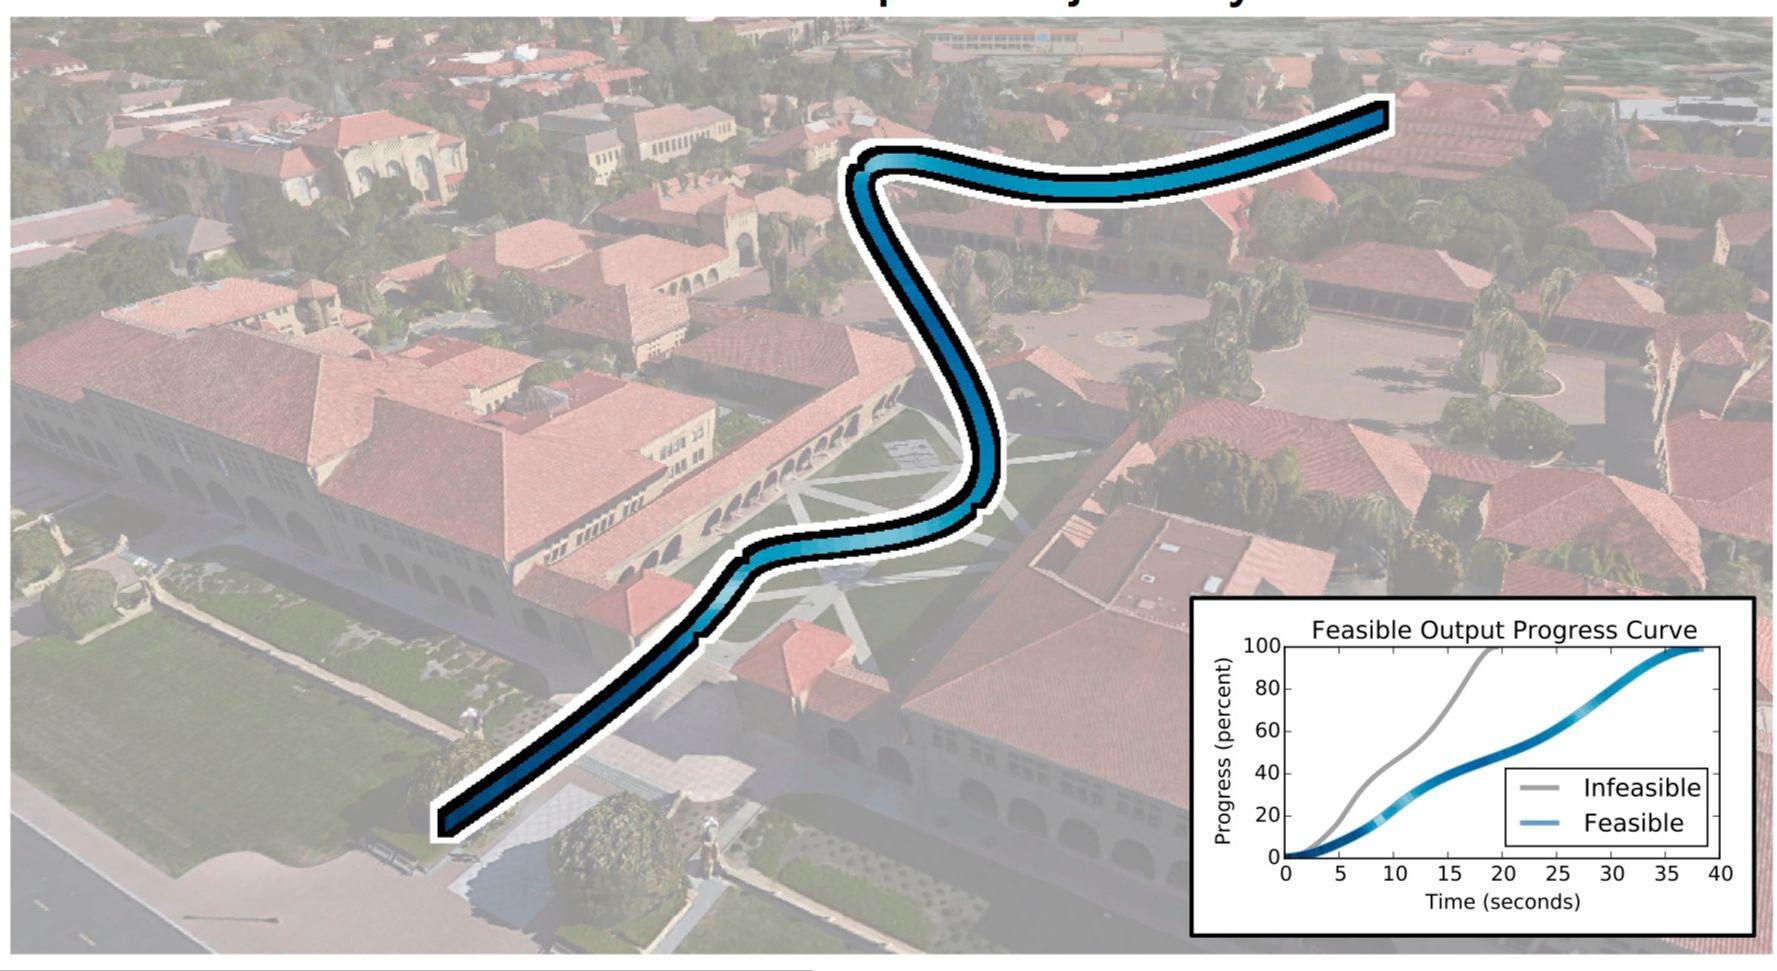 Feasible Output Progress Curve
Progress (percent)
100
80
60
40
20
0
Infeasible
Feasible
0 5 10 15 20 25 30 35 40
Time (seconds)